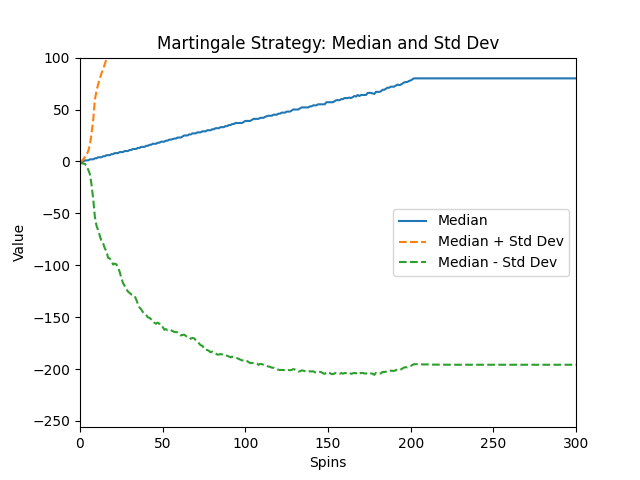 Martingale Strategy: Median and Std Dev
Value
100
50
0
−50
−100
−150
−200
−250
Median
Median + Std Dev
Median - Std Dev
0 50 100 150 200 250 300
Spins